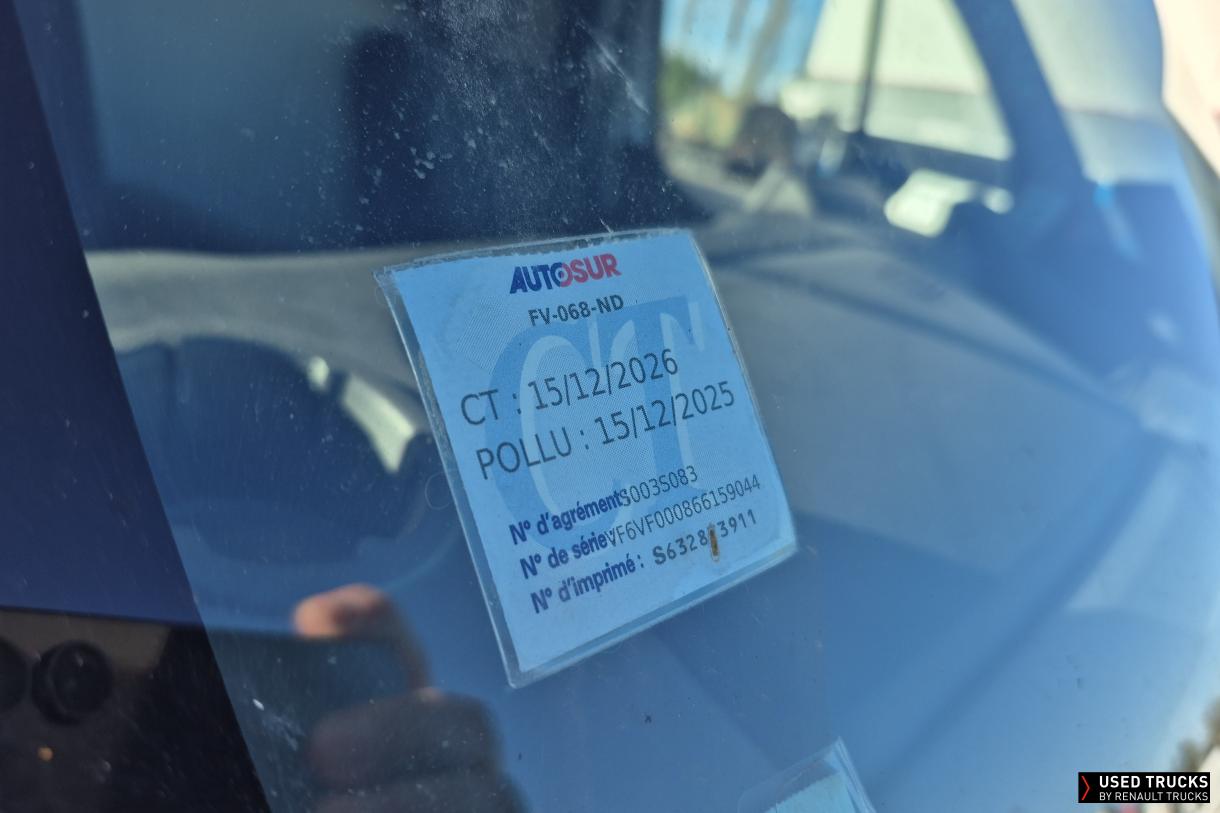 AUTOSUR
FV-068-ND
CT : 15/12/2026
POLLU : 15/12/2025
N° d'agrément S003S083
N° de série VF6VF000866159044
N° d'imprimé :
USED TRUCKS
BY RENAULT TRUCKS